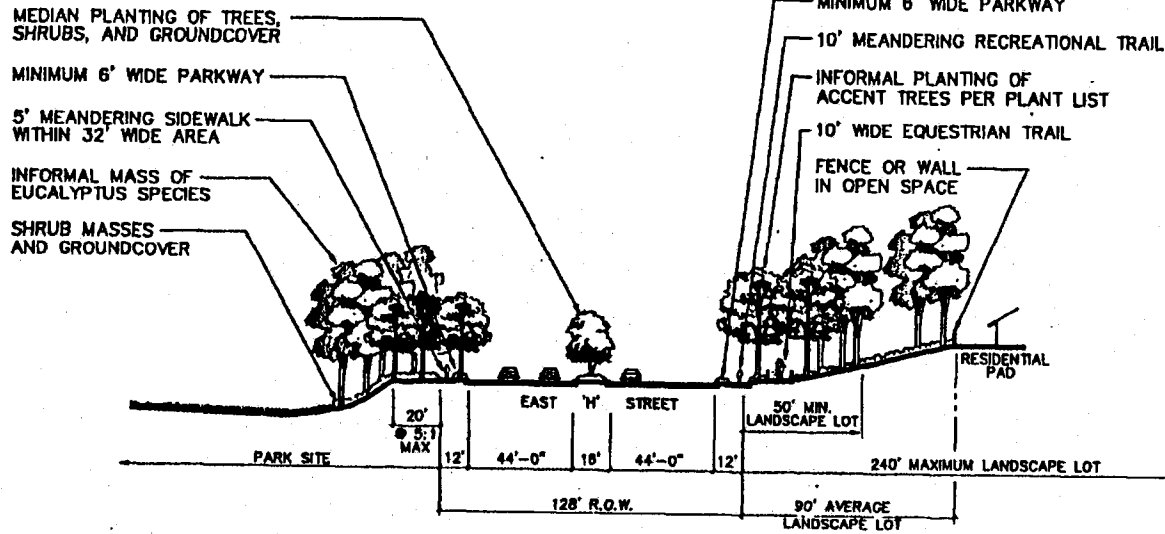 MEDIAN PLANTING OF TREES,
SHRUBS, AND GROUNDCOVER
MINIMUM 6' WIDE PARKWAY
5' MEANDERING SIDEWALK
WITHIN 32' WIDE AREA
INFORMAL MASS OF
EUCALYPTUS SPECIES
SHRUB MASSES
AND GROUNDCOVER
MINIMUM 6' WIDE PARKWAY
10' MEANDERING RECREATIONAL TRAIL
INFORMAL PLANTING OF
ACCENT TREES PER PLANT LIST
10' WIDE EQUESTRIAN TRAIL
FENCE OR WALL
IN OPEN SPACE
RESIDENTIAL
PAD
EAST 'H' STREET
20'
@ 5:1
MAX
50' MIN.
LANDSCAPE LOT
PARK SITE
12'
44'-0"
16'
44'-0"
12'
240' MAXIMUM LANDSCAPE LOT
128' R.O.W.
90' AVERAGE
LANDSCAPE LOT